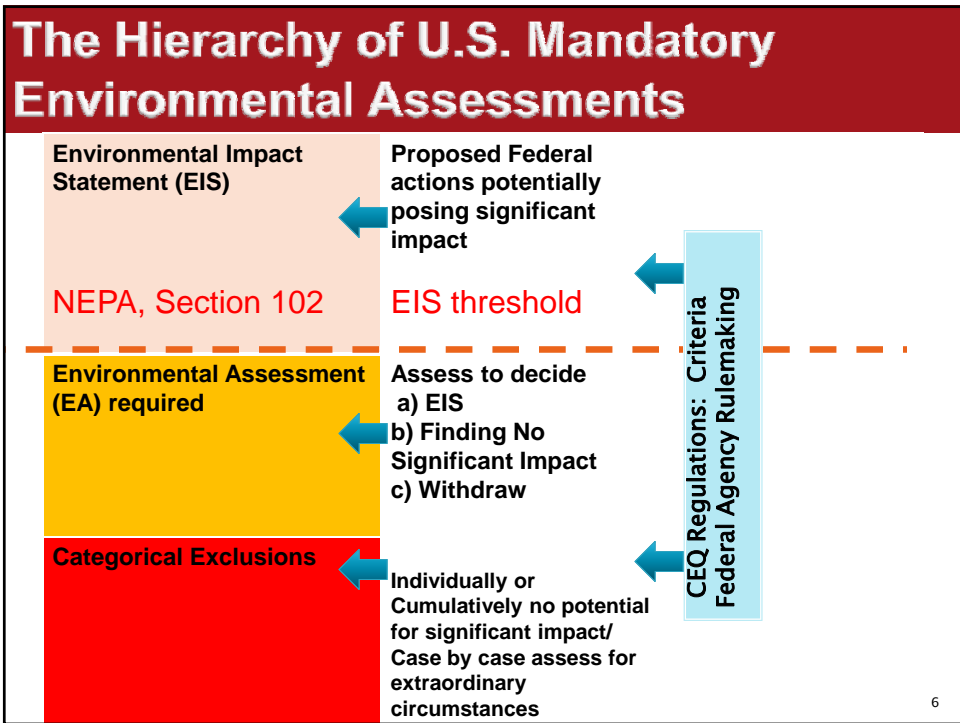 The Hierarchy of U.S. Mandatory
Environmental Assessments
Environmental Impact
Statement (EIS)
Proposed Federal
actions potentially
posing significant
impact
NEPA, Section 102
EIS threshold
Environmental Assessment
(EA) required
Assess to decide
a) EIS
b) Finding No
Significant Impact
c) Withdraw
Categorical Exclusions
Individually or
Cumulatively no potential
for significant impact/
Case by case assess for
extraordinary
circumstances
CEQ Regulations: Criteria
Federal Agency Rulemaking
6